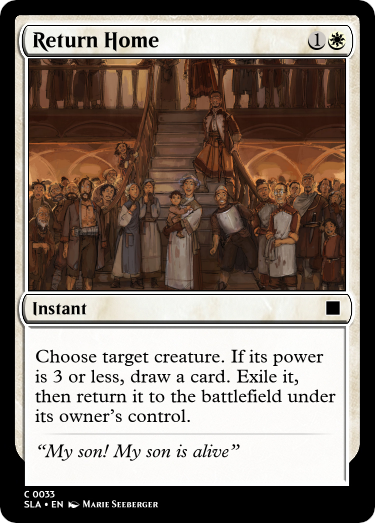 Return Home
1
Instant
Choose target creature. If its power
is 3 or less, draw a card. Exile it,
then return it to the battlefield under
its owner’s control.
“My son! My son is alive”
C 0033
SLA • EN Marie Seeberger